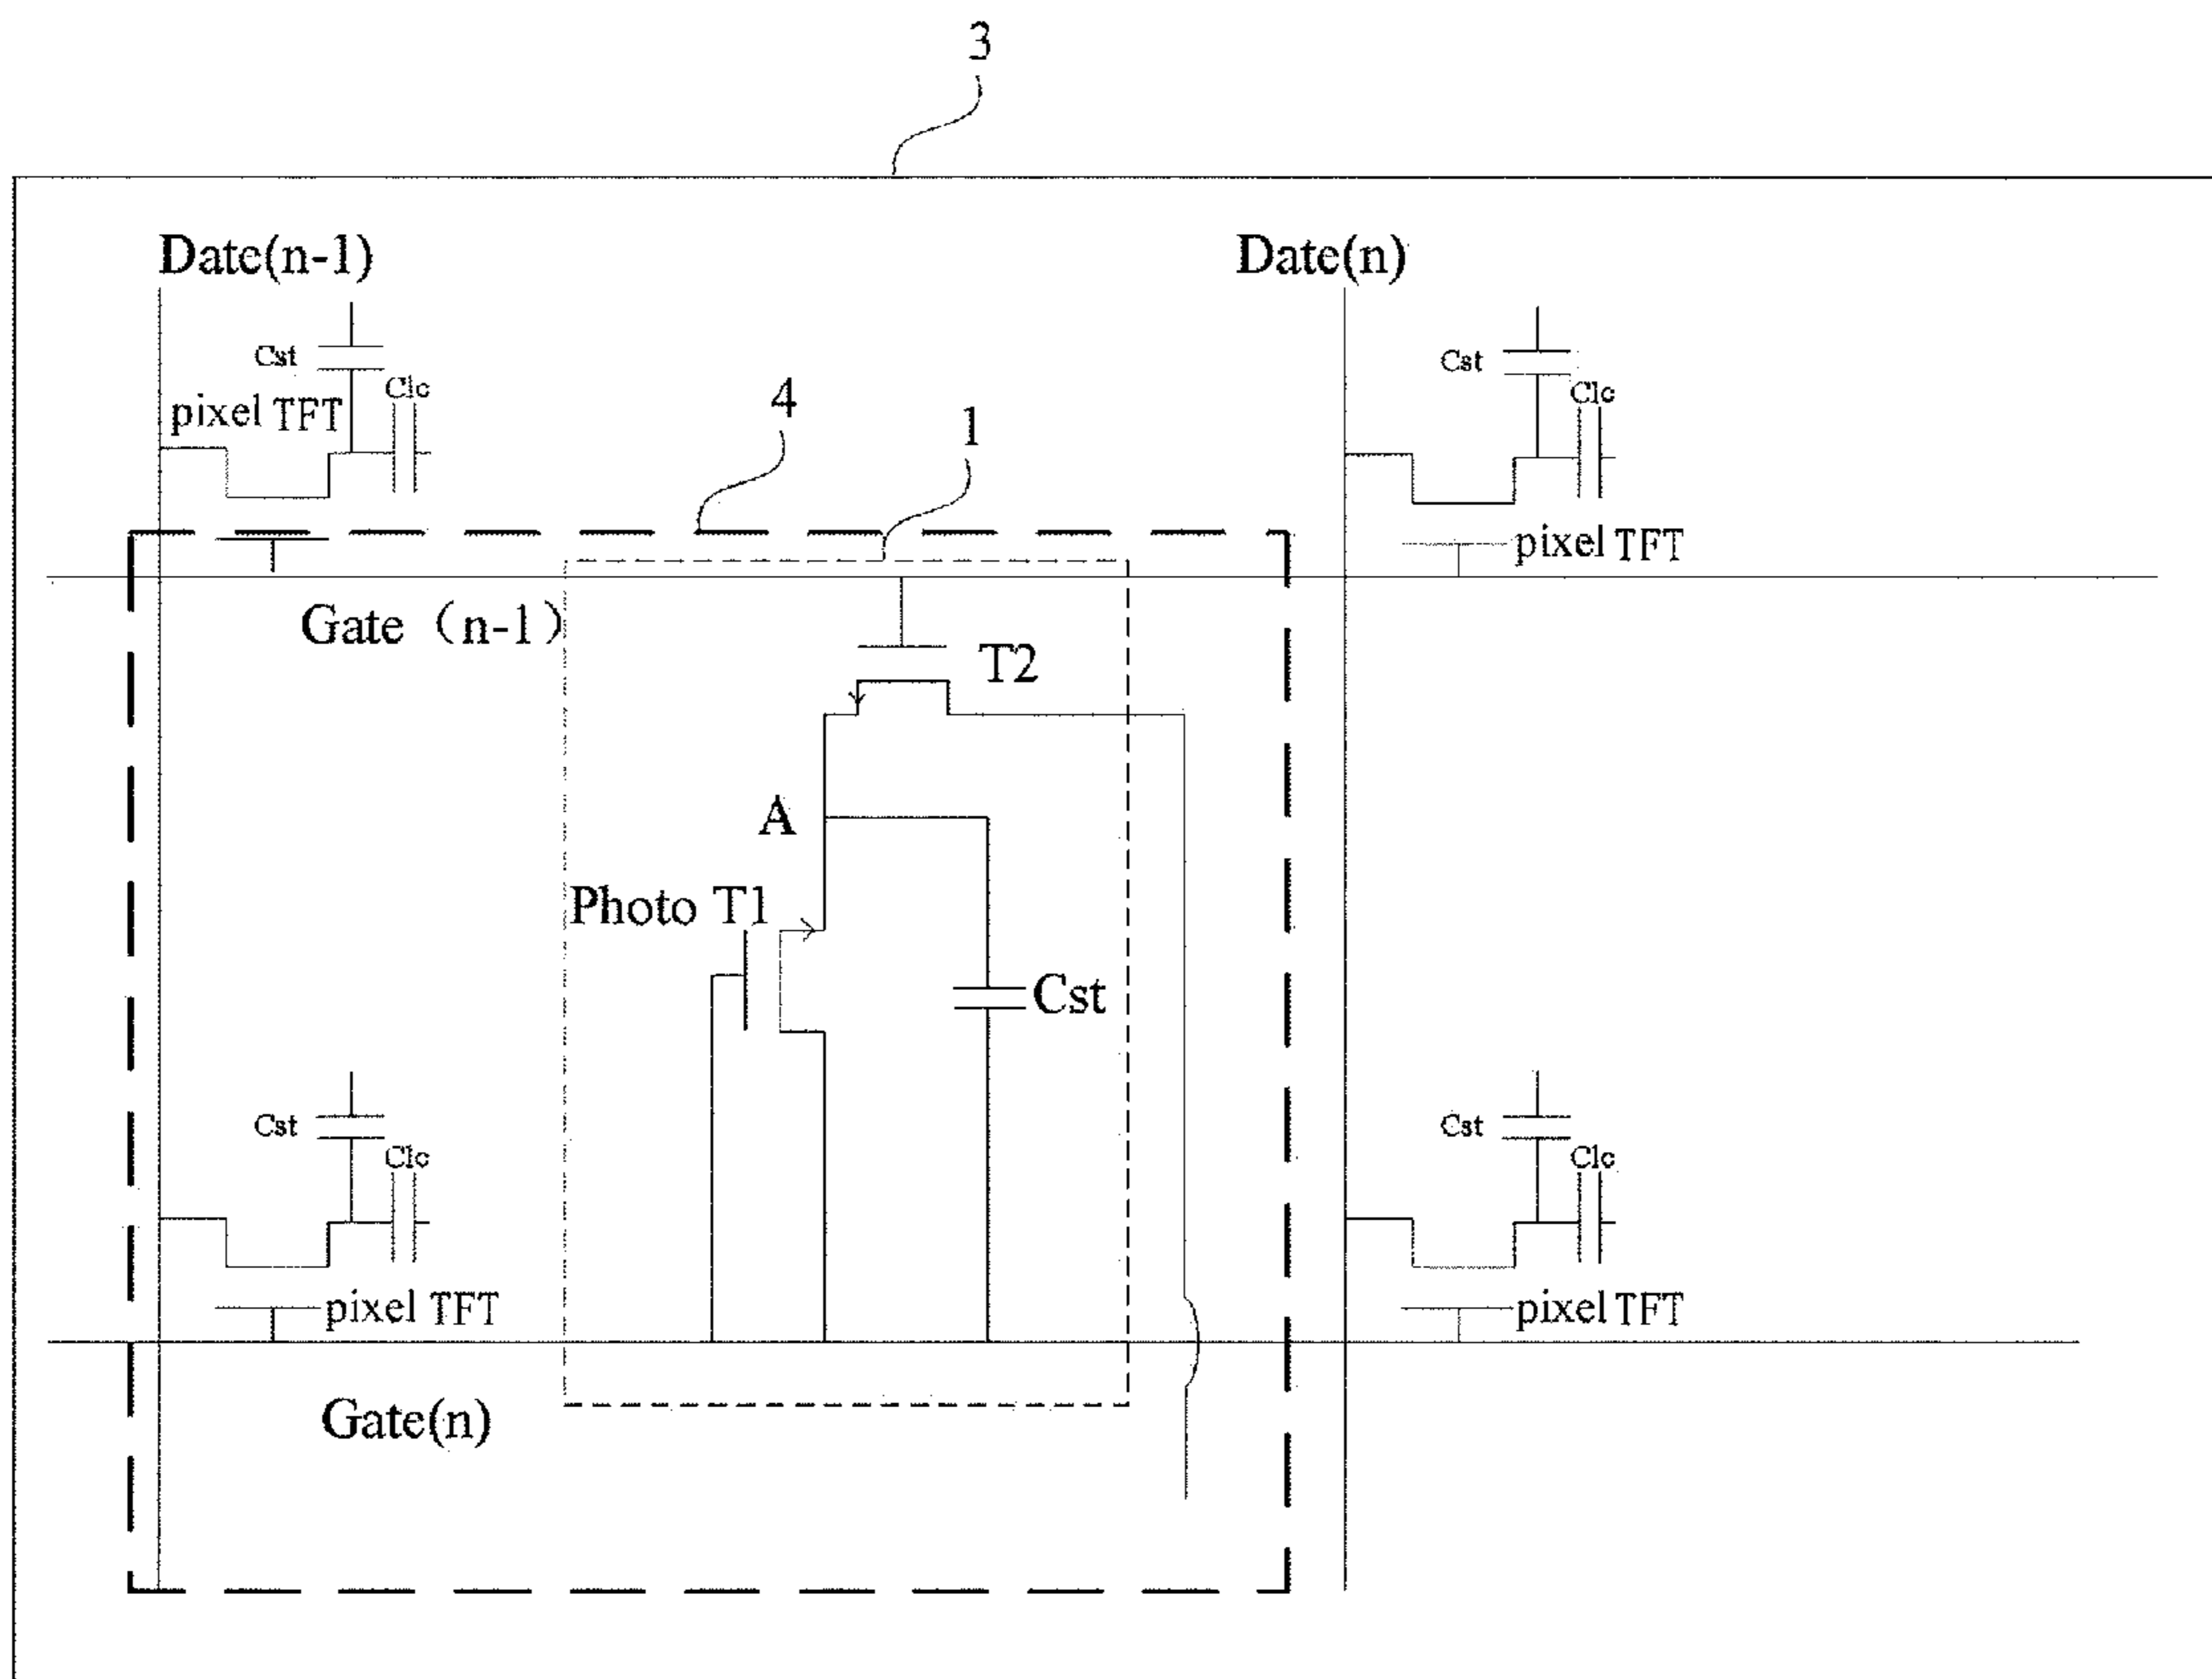 3
Date(n-1)
Date(n)
Cst
Clc
pixel TFT
Cst
Clc
4
1
pixel TFT
Gate（n-1）
T2
A
Photo T1
Cst
Cst
Clc
pixel TFT
Cst
Clc
pixel TFT
Gate(n)